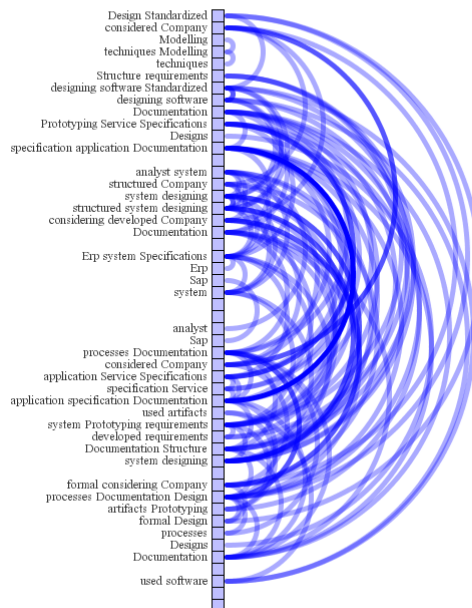 Design Standardized
considered Company
Modelling
techniques Modelling
techniques
Structure requirements
designing software Standardized
designing software
Documentation
Prototyping Service Specifications
Designs
specification application Documentation
analyst system
structured Company
system designing
structured system designing
considering developed Company
Documentation
Erp system Specifications
Erp
Sap
system
analyst
Sap
processes Documentation
considered Company
application Service Specifications
specification Service
application specification Documentation
used artifacts
system Prototyping requirements
developed requirements
Documentation Structure
system designing
formal considering Company
processes Documentation Design
artifacts Prototyping
formal Design
processes
Designs
Documentation
used software